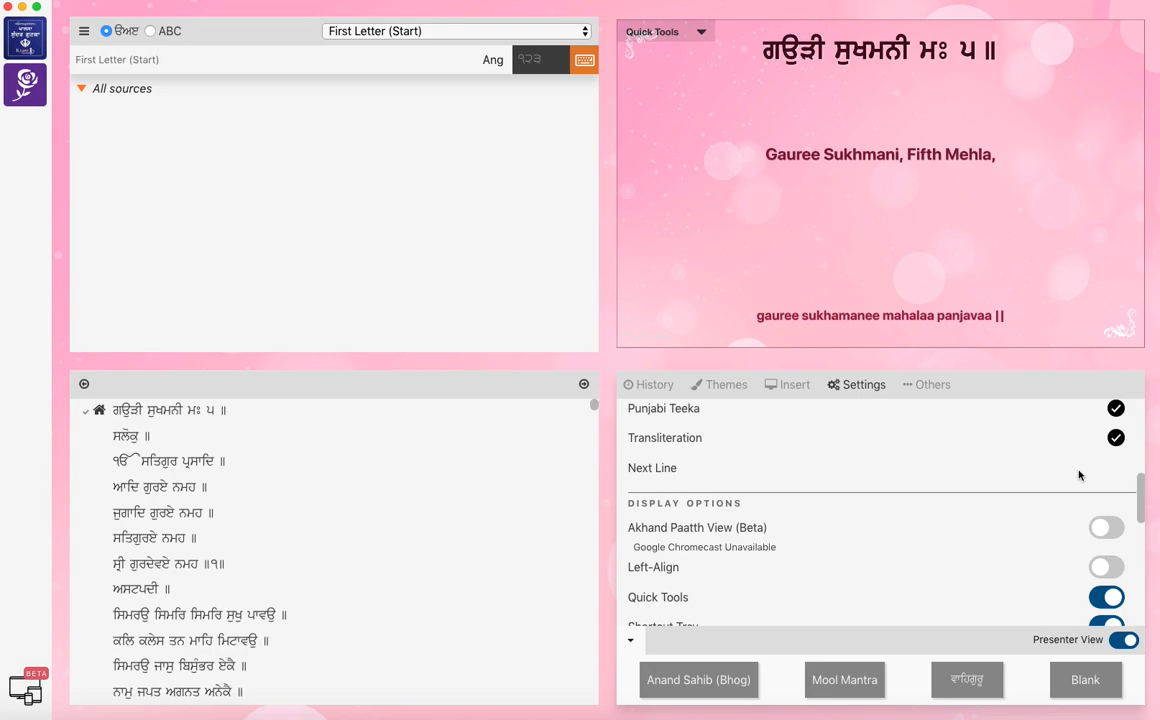 ੳਅੲ ABC
First Letter (Start)
First Letter (Start)
Ang ੧੨੩
All sources
Quick Tools
ਗਉੜੀ ਸੁਖਮਨੀ ਮਃ ੫ ॥
Gauree Sukhmani, Fifth Mehla,
gauree sukhamanee mahalaa panjavaa ||
ਗਉੜੀ ਸੁਖਮਨੀ ਮਃ ੫ ॥
ਸਲੋਕੁ ॥
ੴ ਸਤਿਗੁਰ ਪ੍ਰਸਾਦਿ ॥
ਆਦਿ ਗੁਰਏ ਨਮਹ ॥
ਜੁਗਾਦਿ ਗੁਰਏ ਨਮਹ ॥
ਸਤਿਗੁਰਏ ਨਮਹ ॥
ਸ੍ਰੀ ਗੁਰਦੇਵਏ ਨਮਹ ॥੧॥
ਅਸਟਪਦੀ ॥
ਸਿਮਰਉ ਸਿਮਰਿ ਸਿਮਰਿ ਸੁਖੁ ਪਾਵਉ ॥
ਕਲਿ ਕਲੇਸ ਤਨ ਮਾਹਿ ਮਿਟਾਵਉ ॥
ਸਿਮਰਉ ਜਾਸੁ ਬਿਸੁੰਭਰ ਏਕੈ ॥
ਨਾਮੁ ਜਪਤ ਅਗਨਤ ਅਨੇਕੈ ॥
History Themes Insert Settings Others
Punjabi Teeka
Transliteration
Next Line
DISPLAY OPTIONS
Akhand Paatth View (Beta)
Google Chromecast Unavailable
Left-Align
Quick Tools
Shortcut Tray
Presenter View
Anand Sahib (Bhog) Mool Mantra ਵਾਹਿਗੁਰੂ Blank
BETA